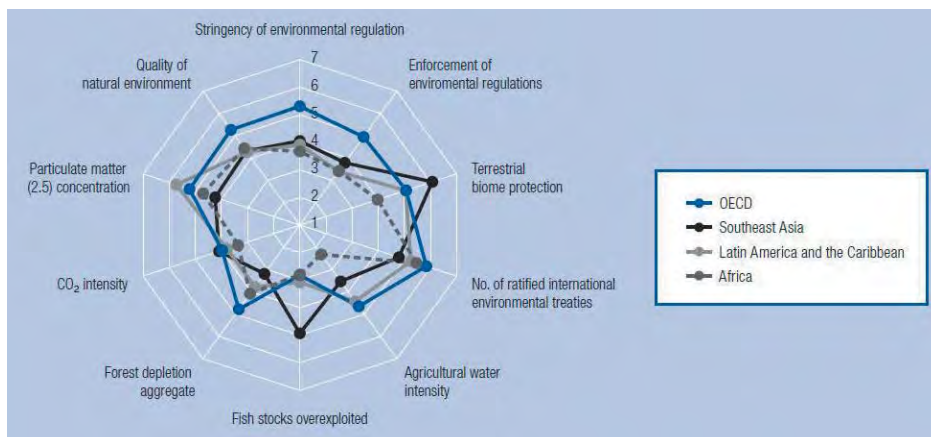 Stringency of environmental regulation
Quality of
natural environment
Enforcement of
enviromental regulations
7
6
5
4
3
2
1
Particulate matter
(2.5) concentration
Terrestrial
biome protection
CO₂ intensity
No. of ratified international
environmental treaties
Forest depletion
aggregate
Agricultural water
intensity
Fish stocks overexploited
OECD
Southeast Asia
Latin America and the Caribbean
Africa